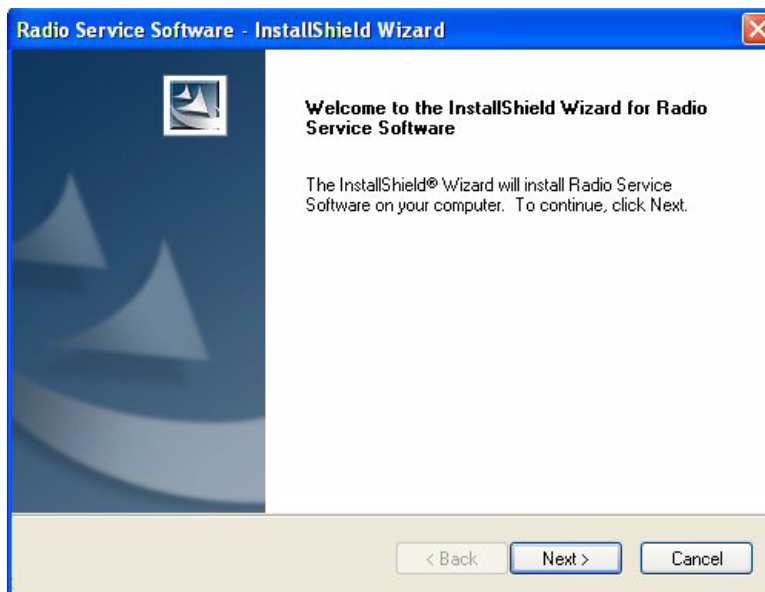 Radio Service Software - InstallShield Wizard
Welcome to the InstallShield Wizard for Radio
Service Software
The InstallShield® Wizard will install Radio Service
Software on your computer. To continue, click Next.
< Back
Next >
Cancel